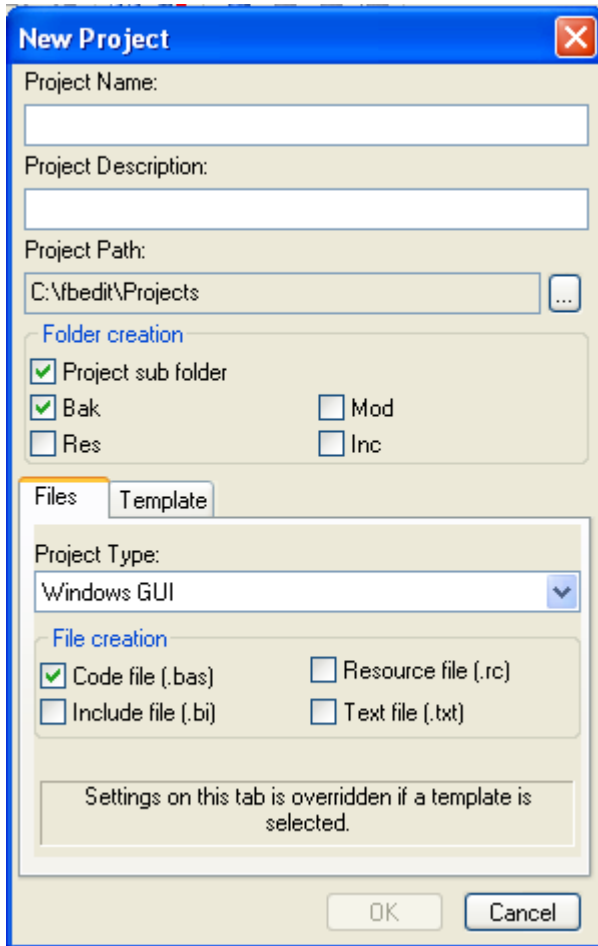 New Project
Project Name:
Project Description:
Project Path:
C:\fbedit\Projects
...
Folder creation
Project sub folder
Bak
Mod
Res
Inc
Files
Template
Project Type:
Windows GUI
File creation
Code file (.bas)
Resource file (.rc)
Include file (.bi)
Text file (.txt)
Settings on this tab is overridden if a template is
selected.
OK
Cancel